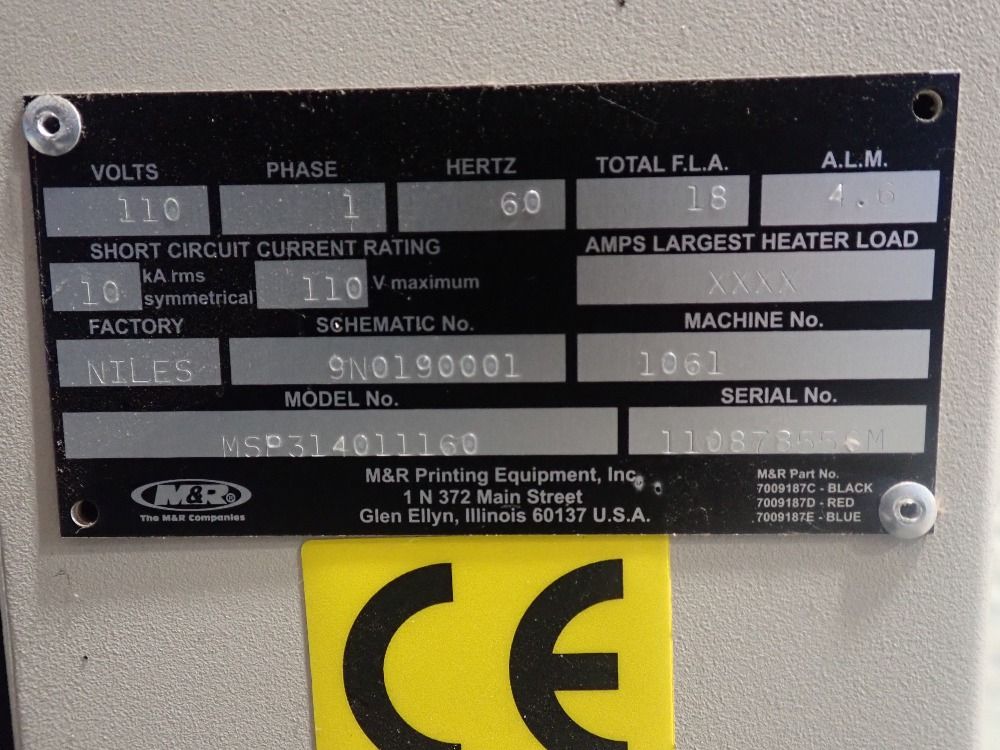 VOLTS PHASE HERTZ TOTAL F.L.A. A.L.M.
110 1 60 18 4.6
SHORT CIRCUIT CURRENT RATING AMPS LARGEST HEATER LOAD
10 kA rms symmetrical 110 V maximum XXXX
FACTORY SCHEMATIC No. MACHINE No.
NILES 9N0190001 1061
MODEL No. SERIAL No.
MSP314011160
M&R®
The M&R Companies
M&R Printing Equipment, Inc.
1 N 372 Main Street
Glen Ellyn, Illinois 60137 U.S.A.
M&R Part No.
7009187C - BLACK
7009187D - RED
7009187E - BLUE
CE